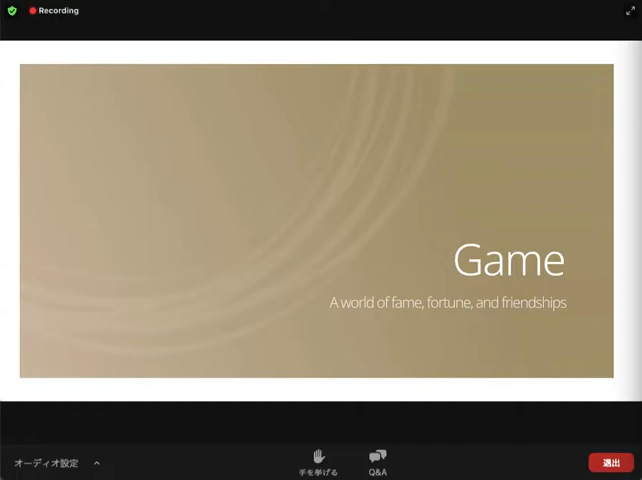 Recording
Game
A world of fame, fortune, and friendships
オーディオ設定
手を挙げる
Q&A
退出